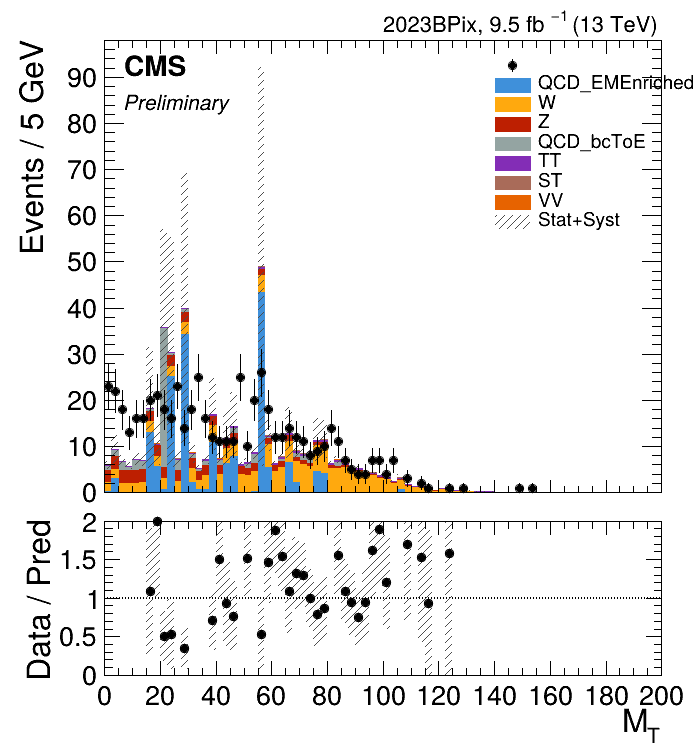 2023BPix, 9.5 fb⁻¹ (13 TeV)
CMS
Preliminary
Events / 5 GeV
90
80
70
60
50
40
30
20
10
0
QCD_EMEnriched
W
Z
QCD_bcToE
TT
ST
VV
Stat+Syst
Data / Pred
2
1.5
1
0.5
0
0 20 40 60 80 100 120 140 160 180 200
M_T